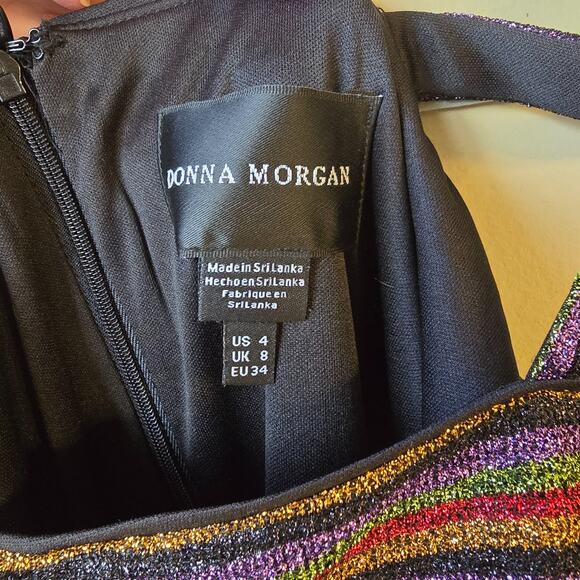 DONNA MORGAN
Made in Sri Lanka
Hecho en Sri Lanka
Fabrique en
Sri Lanka
US 4
UK 8
EU 34